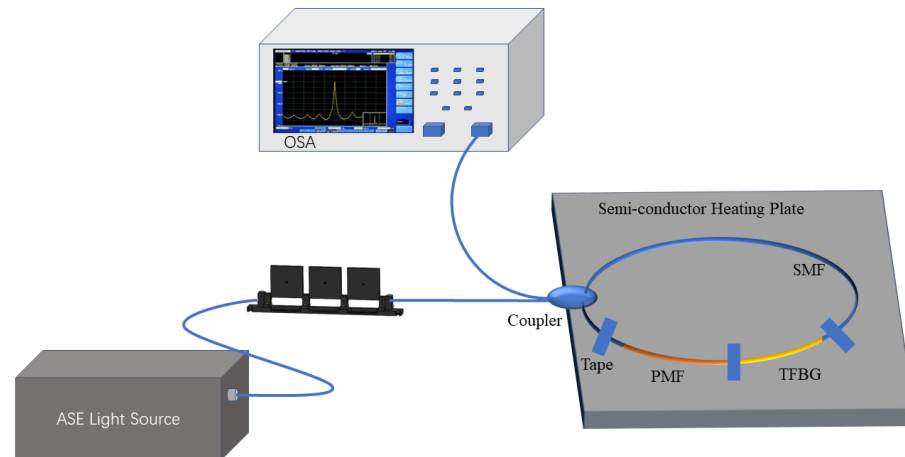 OSA
Semi-conductor Heating Plate
SMF
Coupler
Tape
PMF
TFBG
ASE Light Source